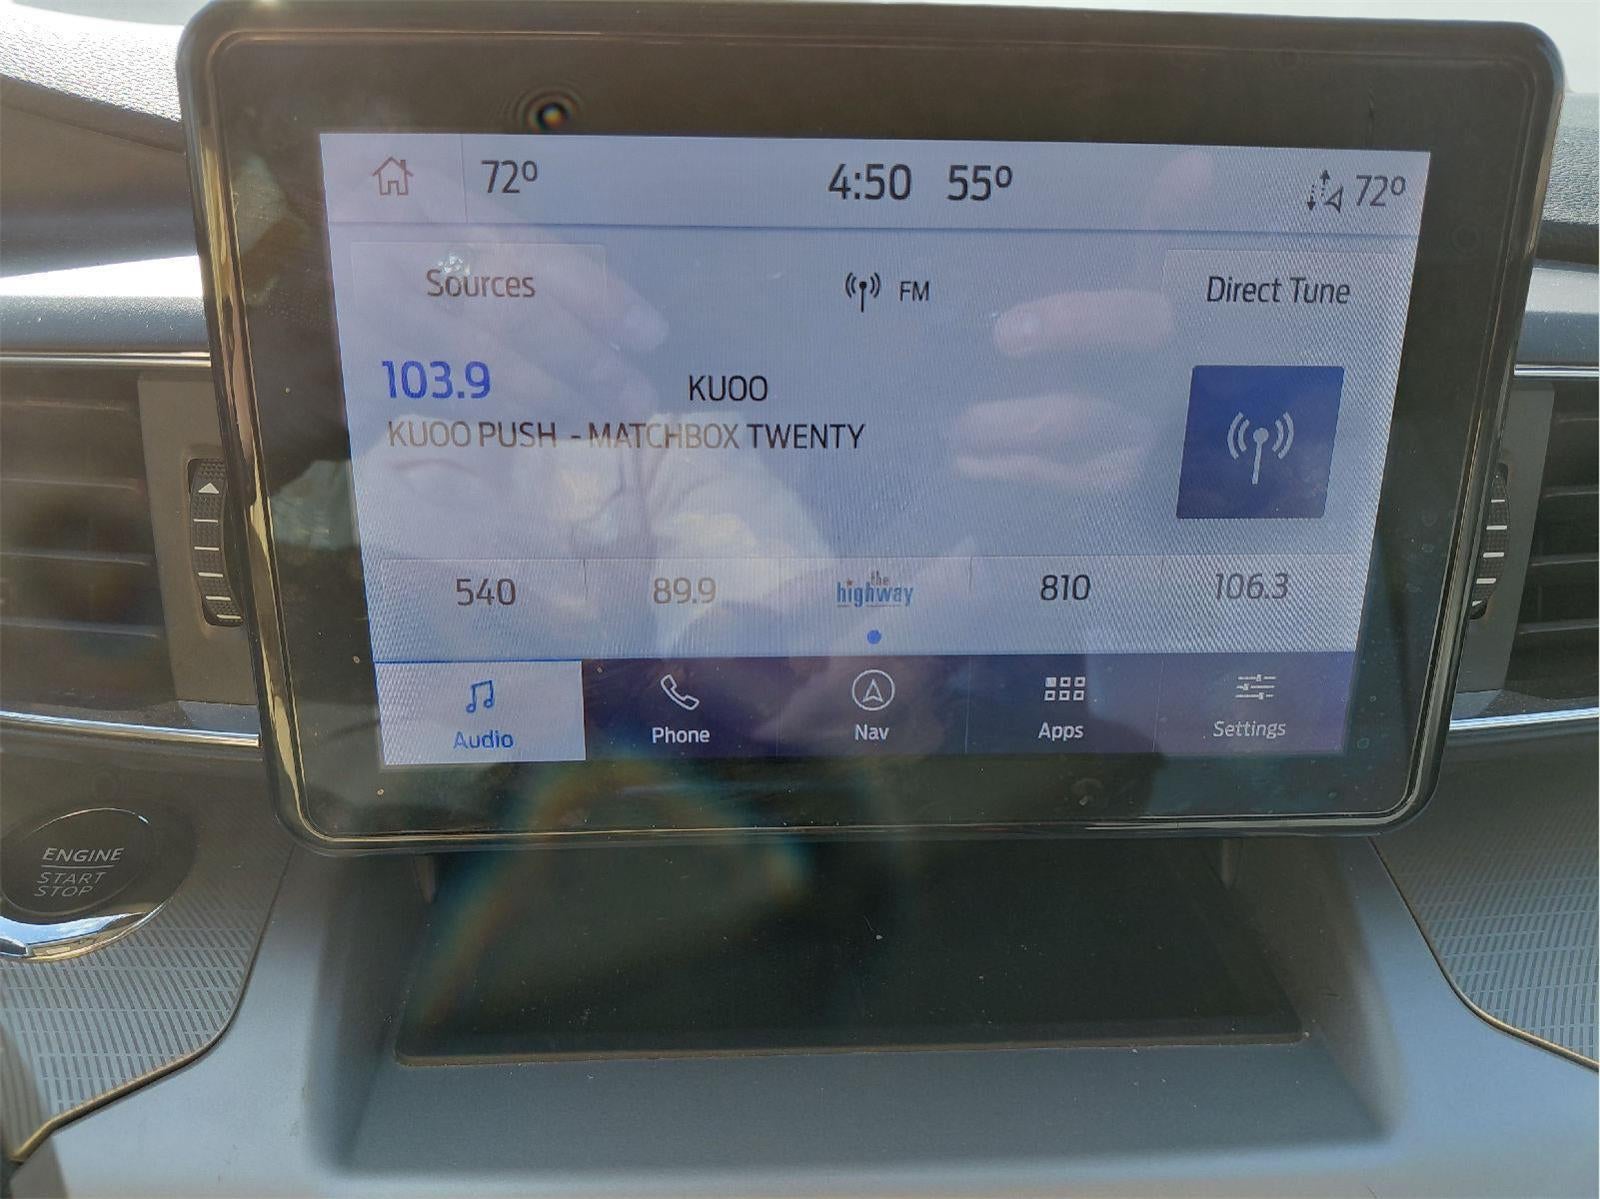 72° 4:50 55° 72°
Sources FM Direct Tune
103.9 KUOO
KUOO PUSH - MATCHBOX TWENTY
540 89.9 the highway 810 106.3
Audio Phone Nav Apps Settings
ENGINE
START
STOP